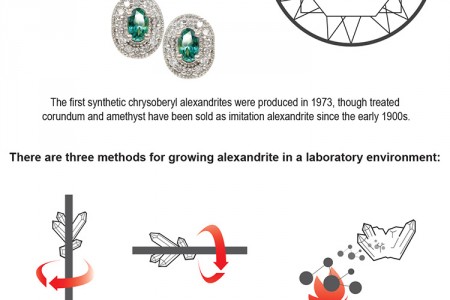 The first synthetic chrysoberyl alexandrites were produced in 1973, though treated
corundum and amethyst have been sold as imitation alexandrite since the early 1900s.
There are three methods for growing alexandrite in a laboratory environment: